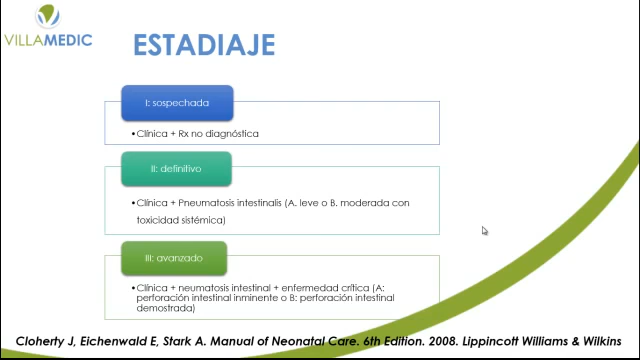 VILLAMEDIC
ESTADIAJE
I: sospechada
•Clínica + Rx no diagnóstica
II: definitivo
•Clínica + Pneumatosis intestinalis (A. leve o B. moderada con
toxicidad sistémica)
III: avanzado
•Clínica + neumatosis intestinal + enfermedad crítica (A:
perforación intestinal inminente o B: perforación intestinal
demostrada)
Cloherty J, Eichenwald E, Stark A. Manual of Neonatal Care. 6th Edition. 2008. Lippincott Williams & Wilkins